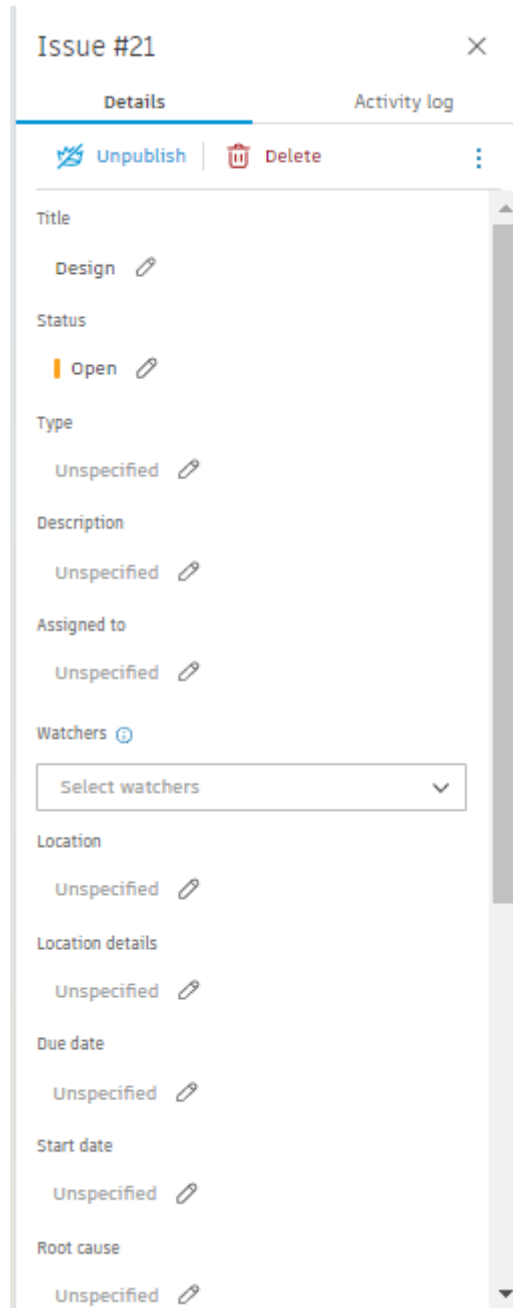 Issue #21
Details Activity log
Unpublish Delete
Title
Design
Status
Open
Type
Unspecified
Description
Unspecified
Assigned to
Unspecified
Watchers
Select watchers
Location
Unspecified
Location details
Unspecified
Due date
Unspecified
Start date
Unspecified
Root cause
Unspecified